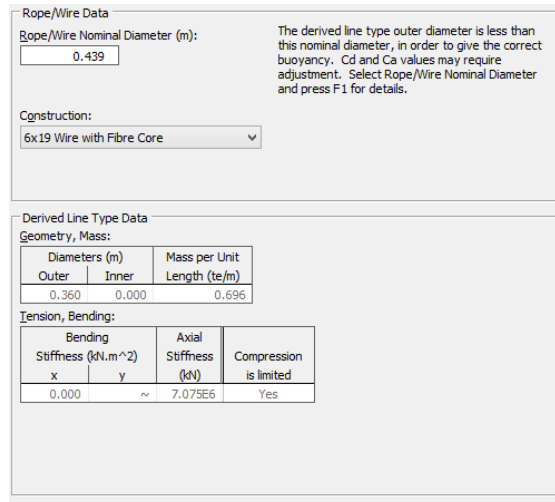 Rope/Wire Data
Rope/Wire Nominal Diameter (m):
0.439
The derived line type outer diameter is less than
this nominal diameter, in order to give the correct
buoyancy. Cd and Ca values may require
adjustment. Select Rope/Wire Nominal Diameter
and press F1 for details.
Construction:
6x19 Wire with Fibre Core
Derived Line Type Data
Geometry, Mass:
Diameters (m) Mass per Unit
Outer Inner Length (te/m)
0.360 0.000 0.696
Tension, Bending:
Bending Axial
Stiffness (kN.m^2) Stiffness Compression
x y (kN) is limited
0.000 ~ 7.075E6 Yes